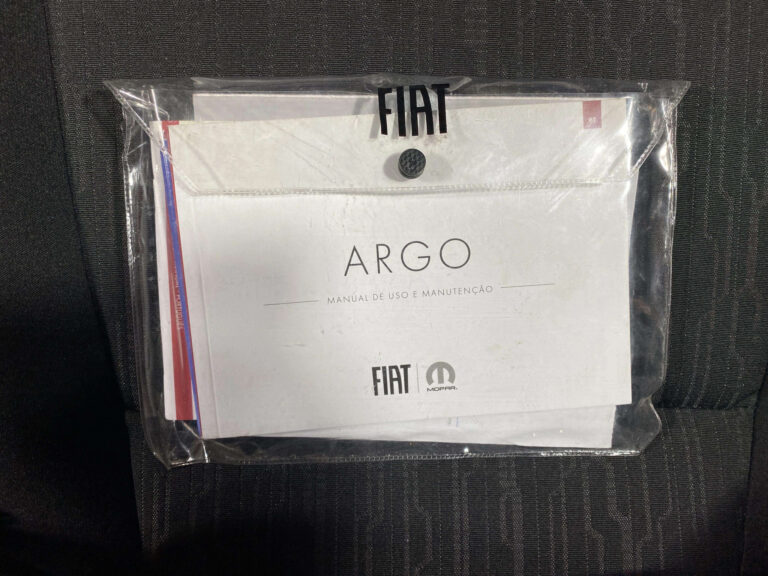 FIAT
ARGO
MANUAL DE USO E MANUTENÇÃO
FIAT
MOPAR